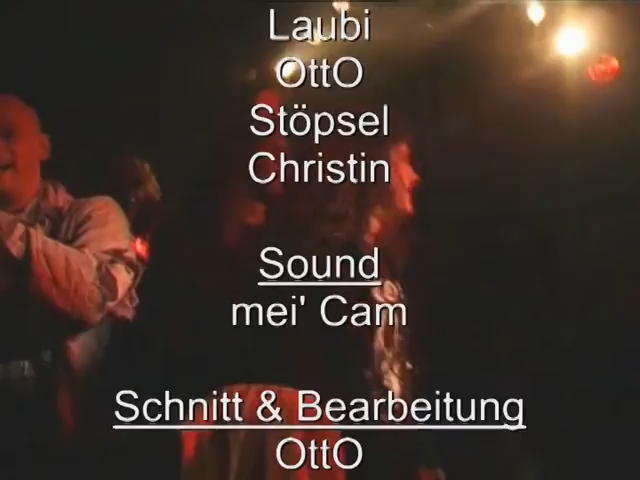 Laubi
OttO
Stöpsel
Christin
Sound
mei' Cam
Schnitt & Bearbeitung
OttO